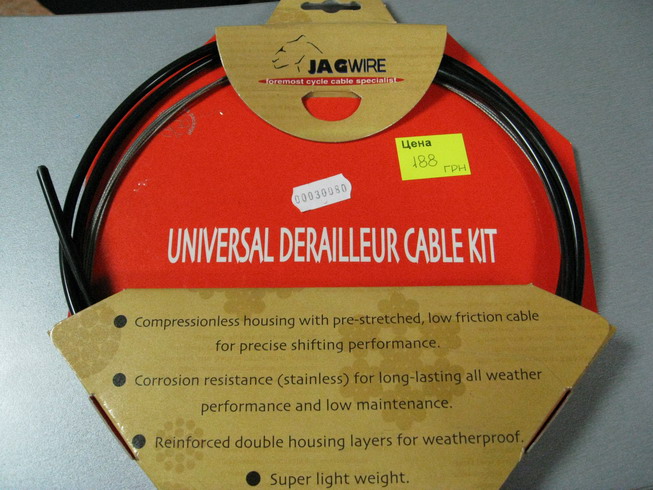 JAGWIRE
foremost cycle cable specialist
Цена
188 ГРН
00030080
UNIVERSAL DERAILLEUR CABLE KIT
● Compressionless housing with pre-stretched, low friction cable
for precise shifting performance.
● Corrosion resistance (stainless) for long-lasting all weather
performance and low maintenance.
● Reinforced double housing layers for weatherproof.
● Super light weight.